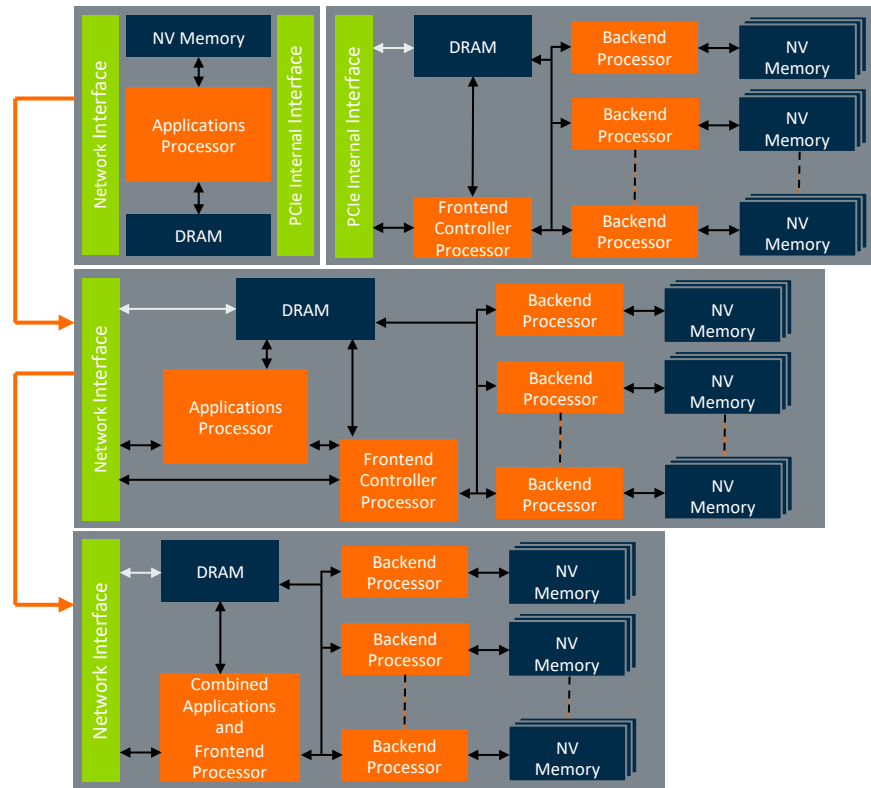 Network Interface
NV Memory
Applications
Processor
DRAM
PCIe Internal Interface
PCIe Internal Interface
DRAM
Frontend
Controller
Processor
Backend
Processor
NV
Memory
Backend
Processor
NV
Memory
Backend
Processor
NV
Memory
Network Interface
DRAM
Applications
Processor
Frontend
Controller
Processor
Backend
Processor
NV
Memory
Backend
Processor
NV
Memory
Backend
Processor
NV
Memory
Network Interface
DRAM
Combined
Applications
and
Frontend
Processor
Backend
Processor
NV
Memory
Backend
Processor
NV
Memory
Backend
Processor
NV
Memory